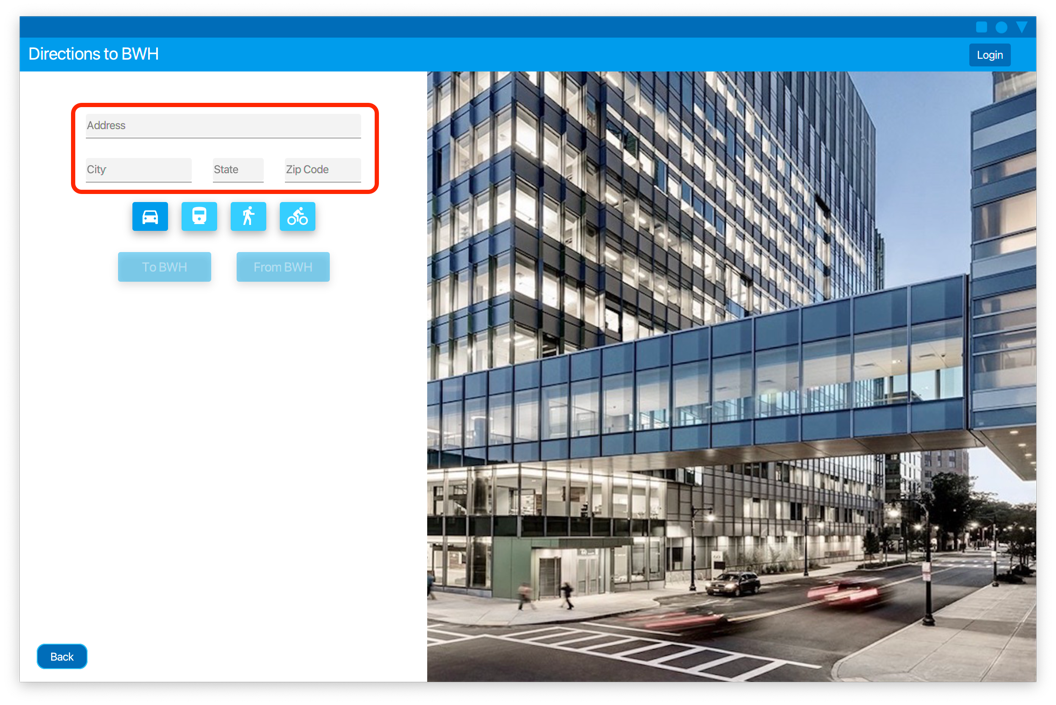 Directions to BWH
Login
Address
City State Zip Code
To BWH From BWH
Back